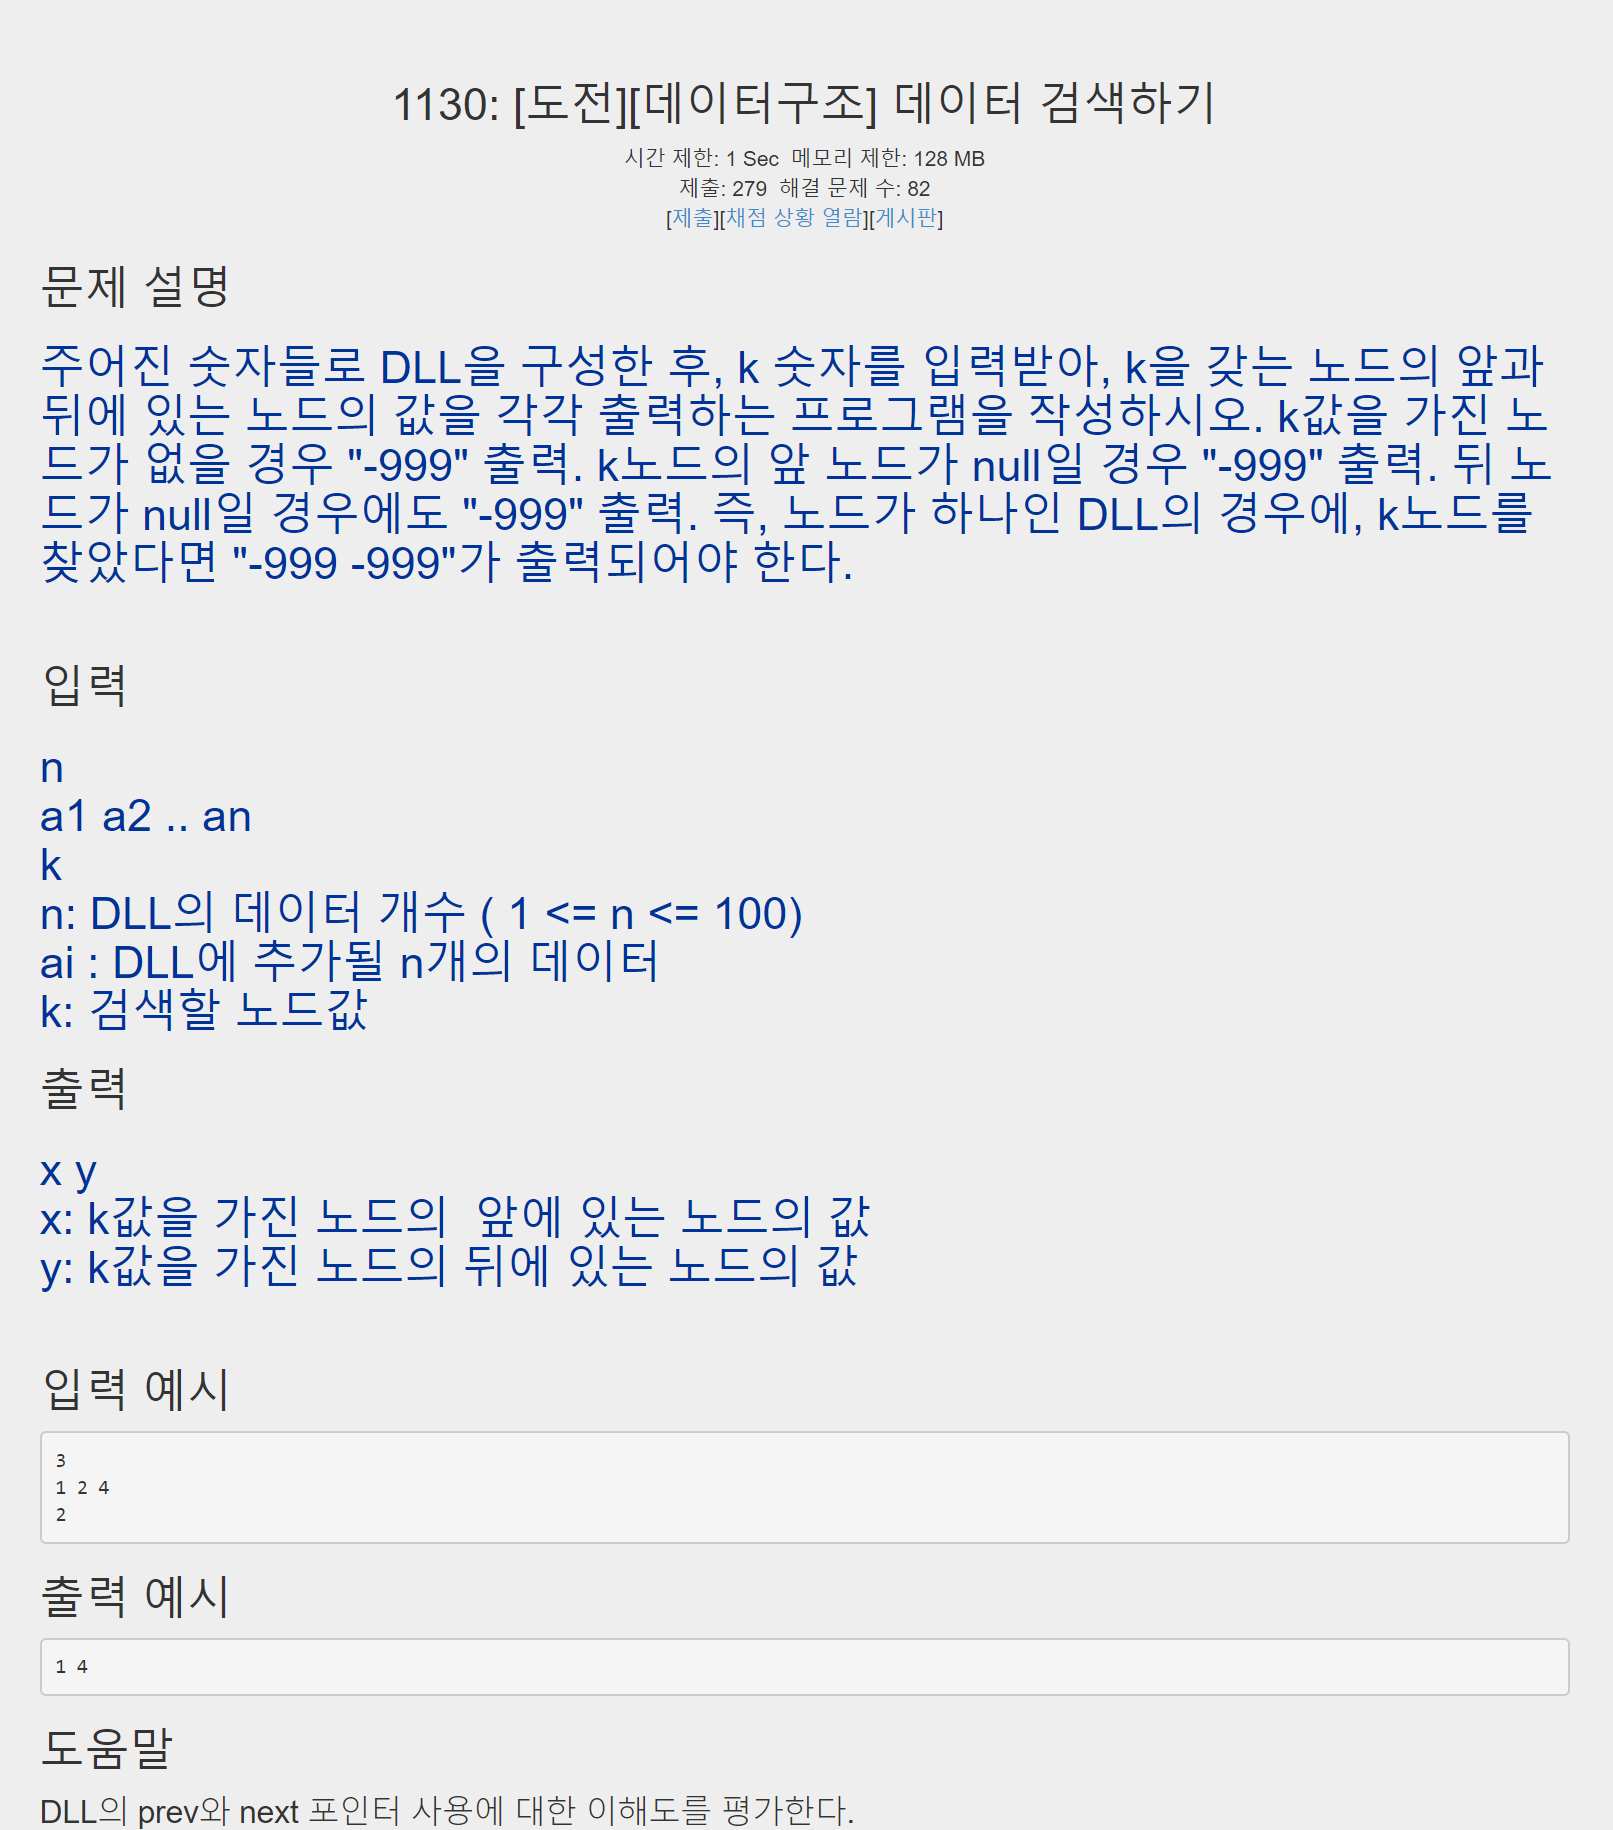 1130: [도전][데이터구조] 데이터 검색하기
시간 제한: 1 Sec  메모리 제한: 128 MB
제출: 279  해결 문제 수: 82
[제출][채점 상황 열람][게시판]
문제 설명
주어진 숫자들로 DLL을 구성한 후, k 숫자를 입력받아, k을 갖는 노드의 앞과
뒤에 있는 노드의 값을 각각 출력하는 프로그램을 작성하시오. k값을 가진 노
드가 없을 경우 "-999" 출력. k노드의 앞 노드가 null일 경우 "-999" 출력. 뒤 노
드가 null일 경우에도 "-999" 출력. 즉, 노드가 하나인 DLL의 경우에, k노드를
찾았다면 "-999 -999"가 출력되어야 한다.
입력
n
a1 a2 .. an
k
n: DLL의 데이터 개수 ( 1 <= n <= 100)
ai : DLL에 추가될 n개의 데이터
k: 검색할 노드값
출력
x y
x: k값을 가진 노드의  앞에 있는 노드의 값
y: k값을 가진 노드의 뒤에 있는 노드의 값
입력 예시
3
1 2 4
2
출력 예시
1 4
도움말
DLL의 prev와 next 포인터 사용에 대한 이해도를 평가한다.